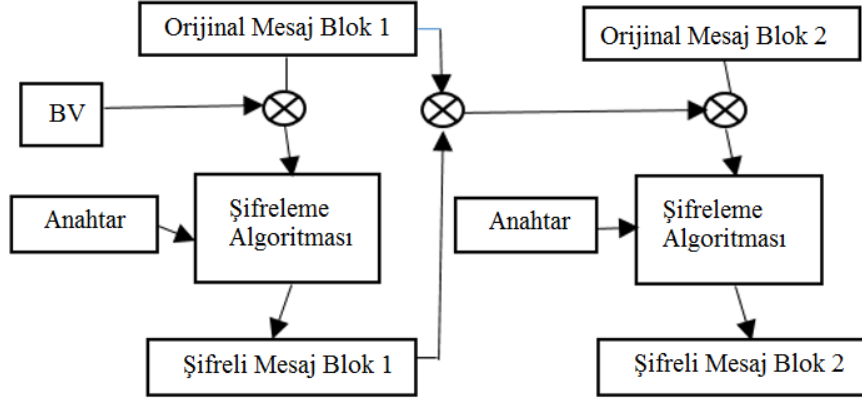 Orijinal Mesaj Blok 1
Orijinal Mesaj Blok 2
BV
Anahtar
Şifreleme
Algoritması
Anahtar
Şifreleme
Algoritması
Şifreli Mesaj Blok 1
Şifreli Mesaj Blok 2